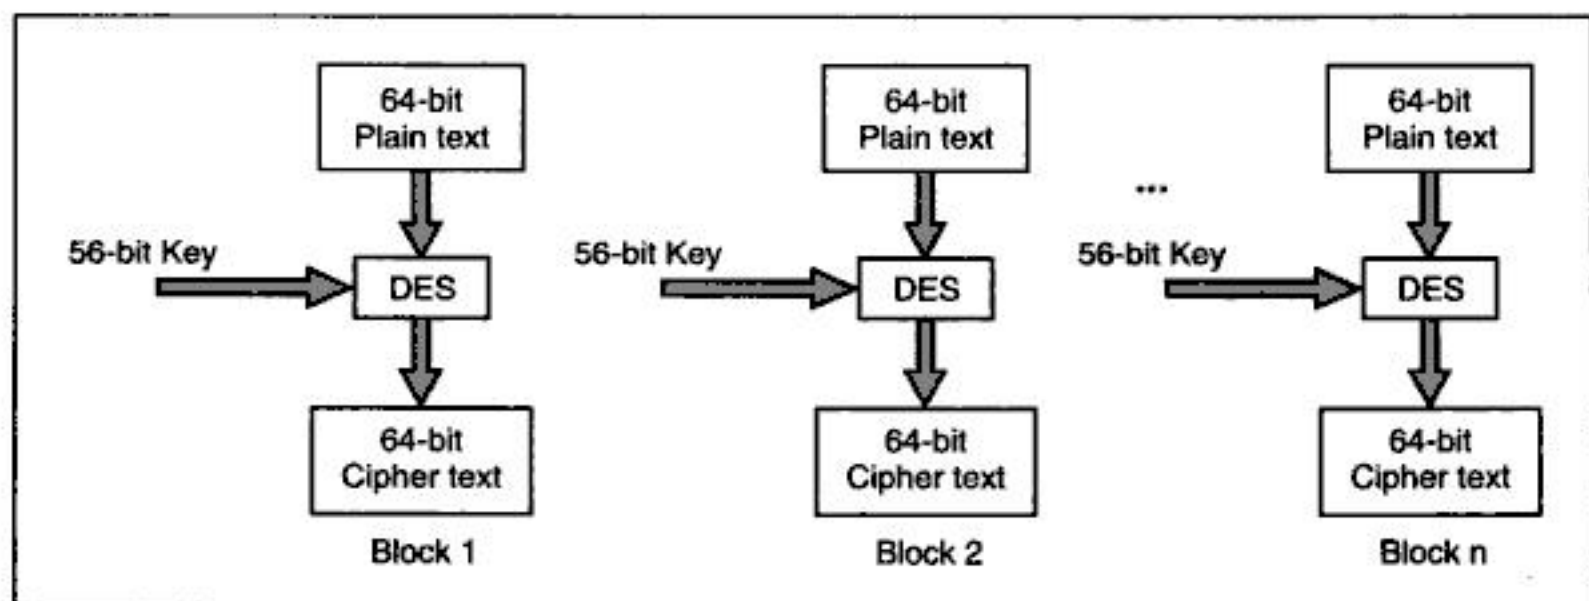 64-bit
Plain text
56-bit Key
DES
64-bit
Cipher text
Block 1
64-bit
Plain text
56-bit Key
DES
64-bit
Cipher text
Block 2
...
64-bit
Plain text
56-bit Key
DES
64-bit
Cipher text
Block n